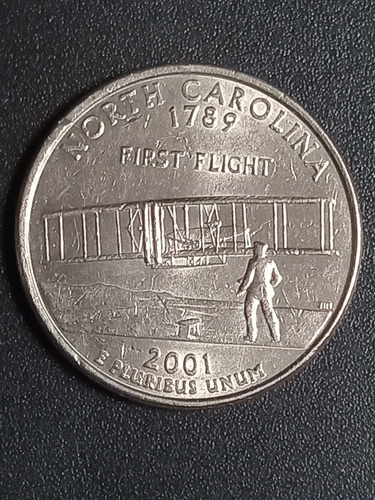 NORTH CAROLINA
1789
FIRST FLIGHT
2001
E PLURIBUS UNUM